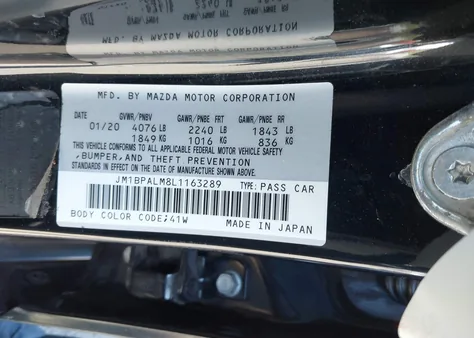 MFD. BY MAZDA MOTOR CORPORATION
DATE GVWR/PNBV GAWR/PNBE FRT GAWR/PNBE RR
01/20 4076 LB 2240 LB 1843 LB
1849 KG 1016 KG 836 KG
THIS VEHICLE CONFORMS TO ALL APPLICABLE FEDERAL MOTOR VEHICLE SAFETY
,BUMPER,AND THEFT PREVENTION
STANDARDS IN EFFECT ON THE DATE OF MANUFACTURE SHOWN ABOVE.
JM1BPALM8L1163289 TYPE:PASS CAR
BODY COLOR CODE;41W MADE IN JAPAN